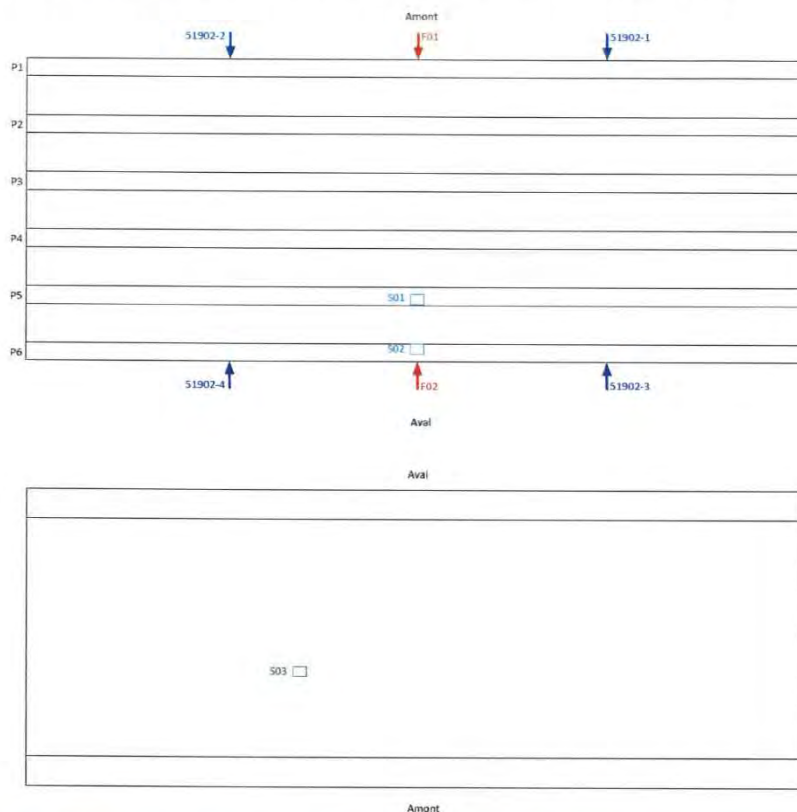 Amont
51902-2 F01 51902-1
P1
P2
P3
P4
P5 S01
P6 S02
51902-4 F02 51902-3
Aval
Aval
S03
Amont